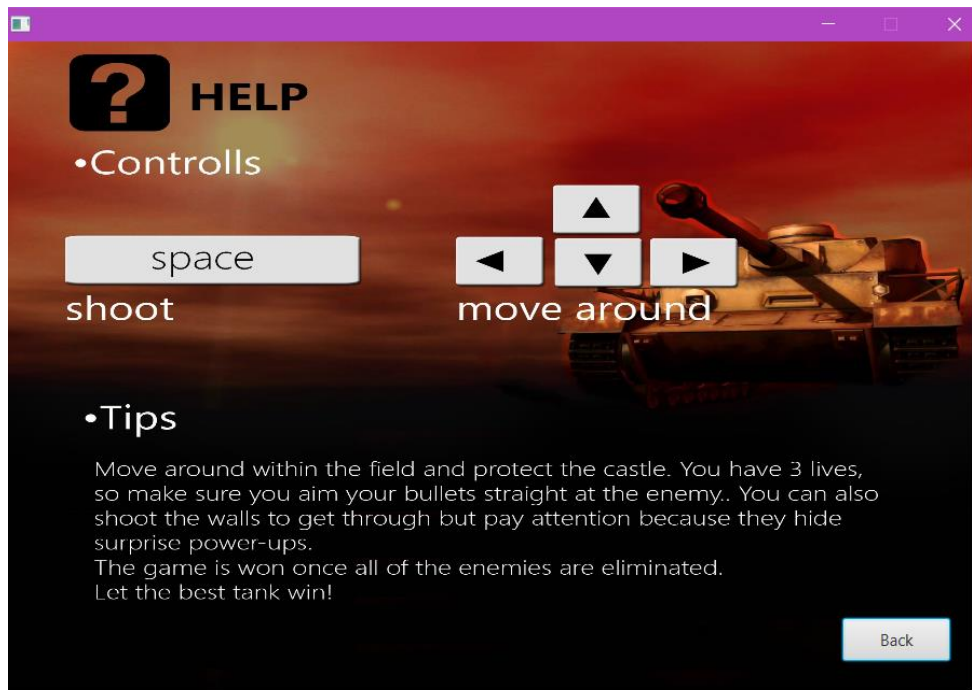 ? HELP
•Controlls
space
shoot
move around
•Tips
Move around within the field and protect the castle. You have 3 lives,
so make sure you aim your bullets straight at the enemy.. You can also
shoot the walls to get through but pay attention because they hide
surprise power-ups.
The game is won once all of the enemies are eliminated.
Let the best tank win!
Back